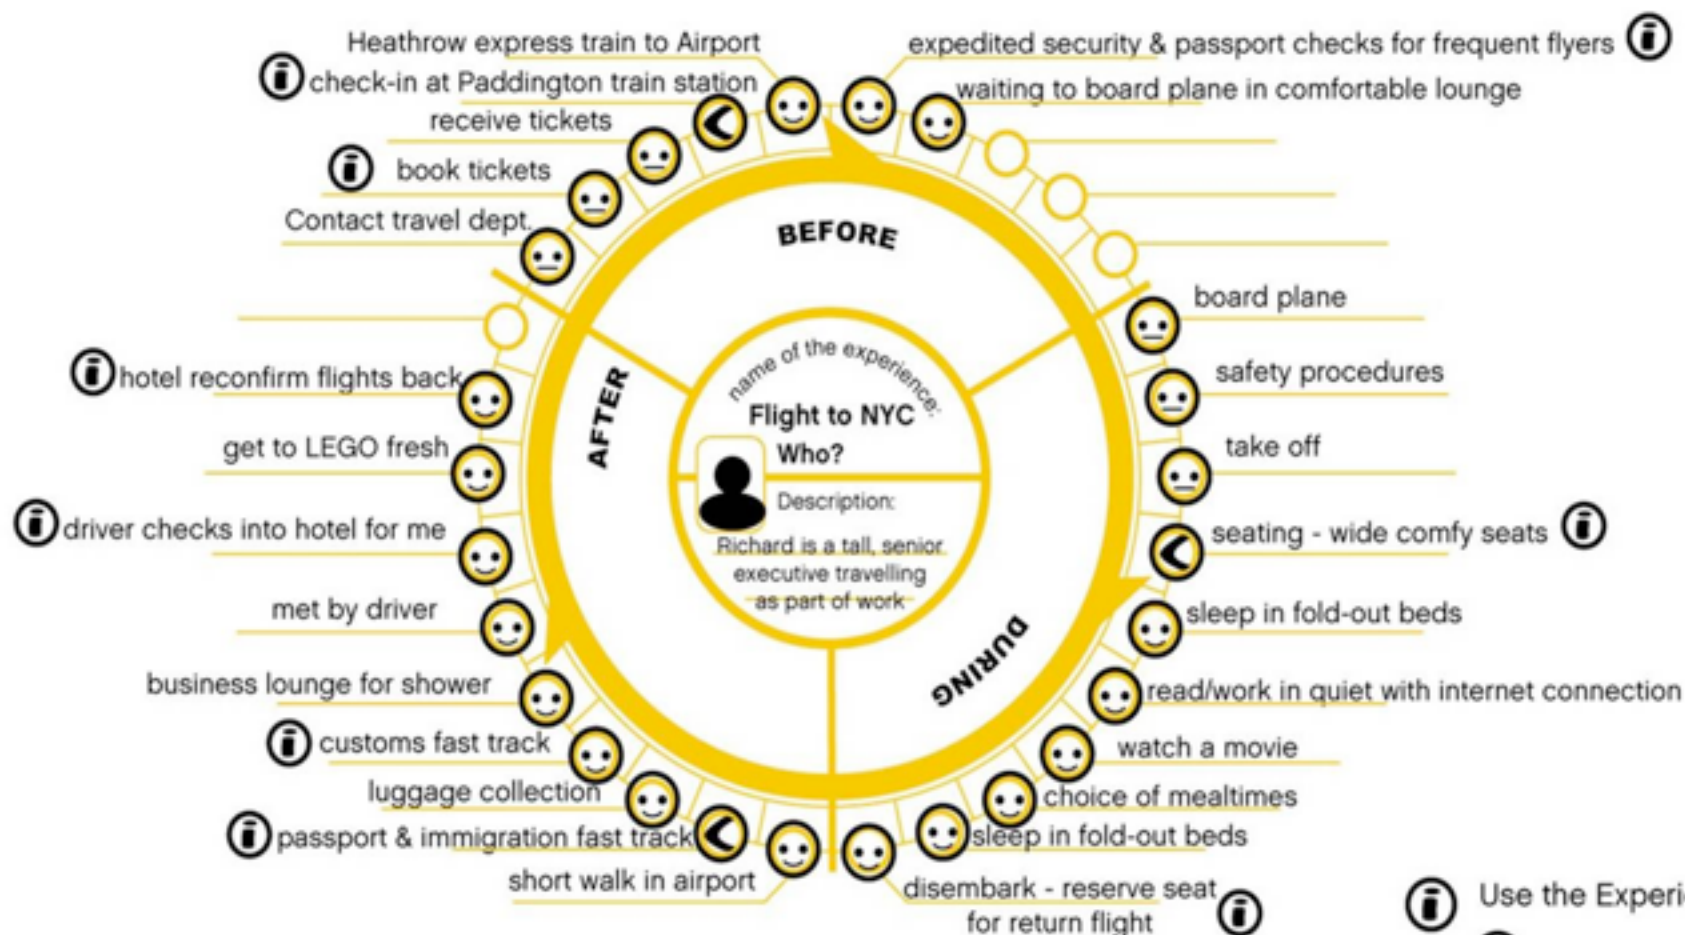 Heathrow express train to Airport
check-in at Paddington train station
receive tickets
book tickets
Contact travel dept.
expedited security & passport checks for frequent flyers
waiting to board plane in comfortable lounge
BEFORE
board plane
safety procedures
take off
seating - wide comfy seats
sleep in fold-out beds
read/work in quiet with internet connection
watch a movie
choice of mealtimes
sleep in fold-out beds
disembark - reserve seat
for return flight
DURING
short walk in airport
passport & immigration fast track
luggage collection
customs fast track
business lounge for shower
met by driver
driver checks into hotel for me
get to LEGO fresh
hotel reconfirm flights back
AFTER
name of the experience:
Flight to NYC
Who?
Description:
Richard is a tall, senior
executive travelling
as part of work
Use the Experi